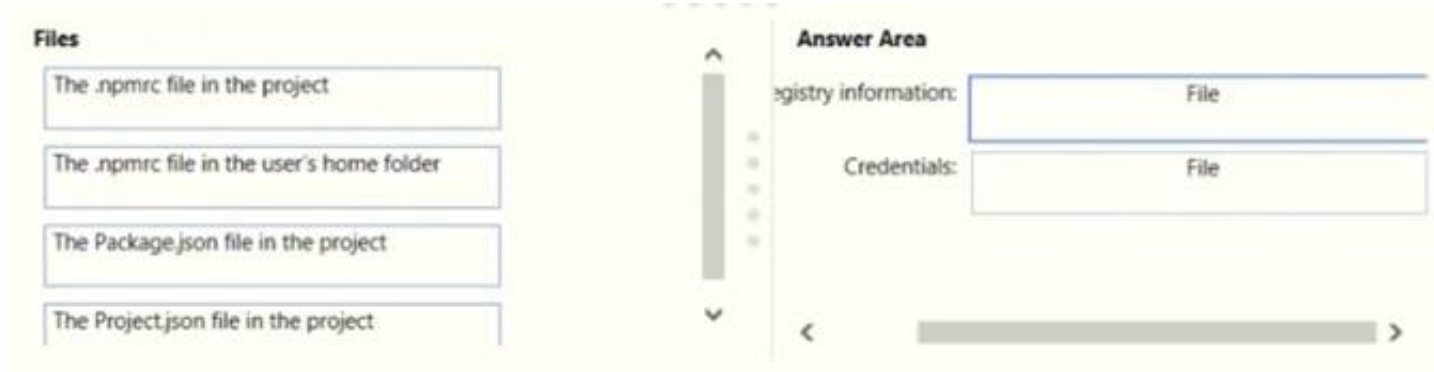 Files
The .npmrc file in the project
The .npmrc file in the user's home folder
The Package.json file in the project
The Project.json file in the project
Answer Area
egistry information:
File
Credentials:
File